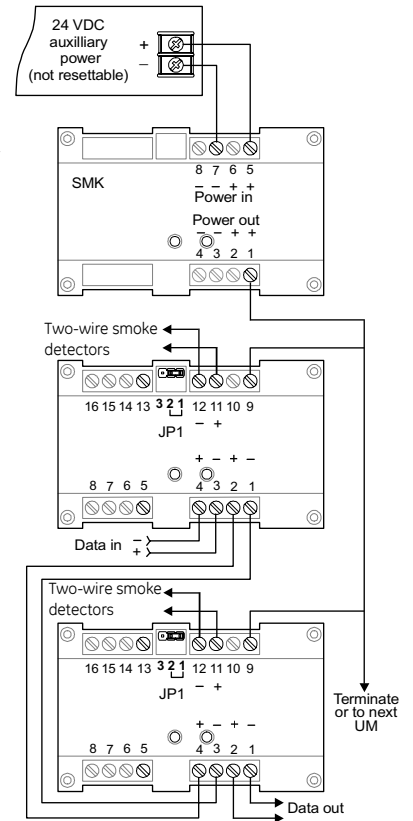 24 VDC
auxilliary
power
(not resettable)
+
−
8 7 6 5
− − + +
SMK
Power in
Power out
− − + +
4 3 2 1
Two-wire smoke
detectors
16 15 14 13 3 2 1 12 11 10 9
JP1
− +
+ − + −
8 7 6 5 4 3 2 1
Data in
−
+
Two-wire smoke
detectors
16 15 14 13 3 2 1 12 11 10 9
JP1
− +
Terminate
or to next
UM
+ − + −
8 7 6 5 4 3 2 1
Data out